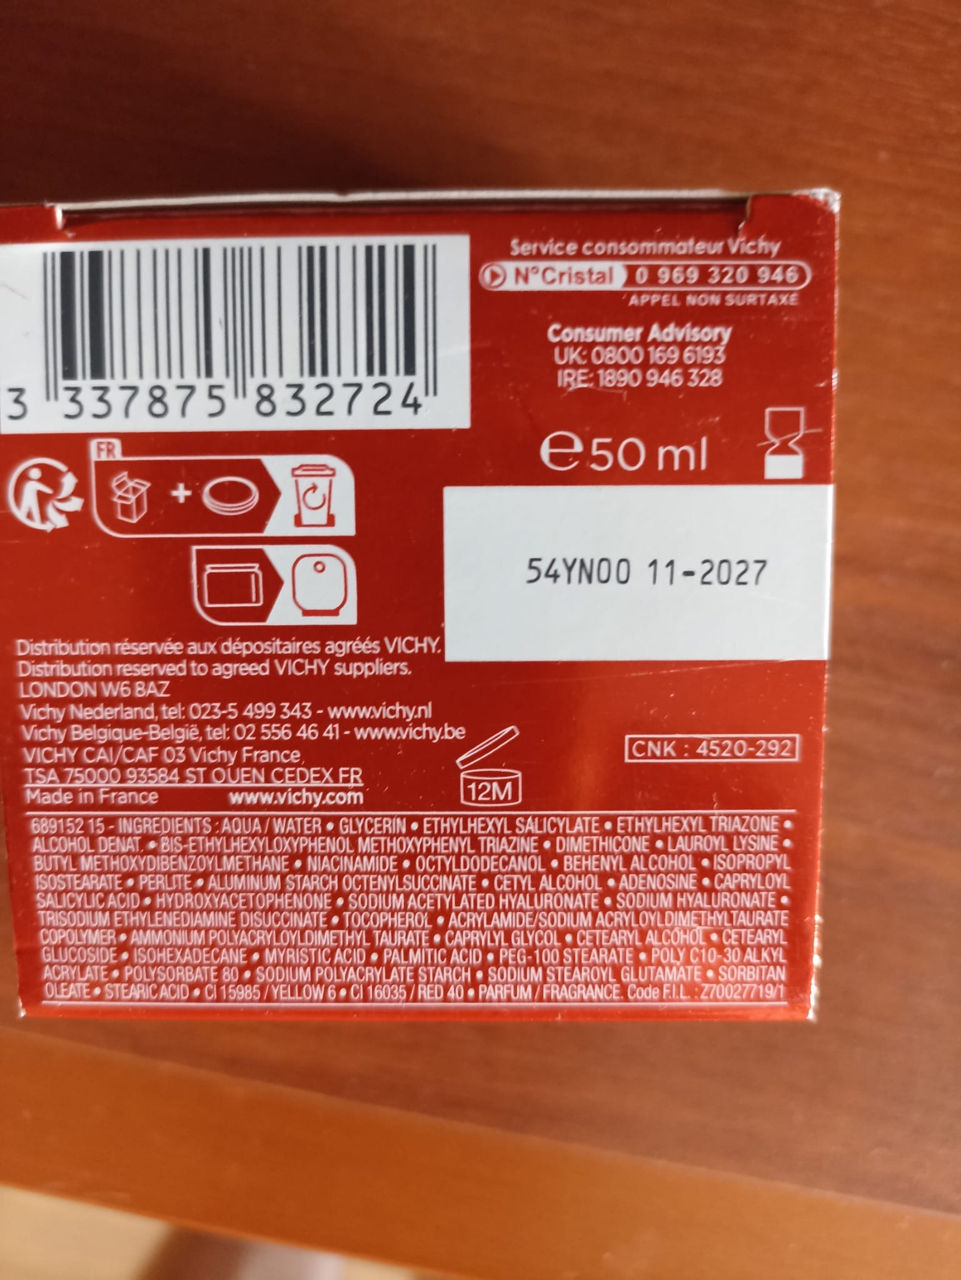 3 337875 832724
Service consommateur Vichy
N°Cristal 0 969 320 946
APPEL NON SURTAXÉ
Consumer Advisory
UK: 0800 169 6193
IRE: 1890 946 328
℮50 ml
FR
+
54YN00 11-2027
Distribution réservée aux dépositaires agréés VICHY.
Distribution reserved to agreed VICHY suppliers.
LONDON W6 8AZ
Vichy Nederland, tel: 023-5 499 343 - www.vichy.nl
Vichy Belgique-België, tel: 02 556 46 41 - www.vichy.be
VICHY CAI/CAF 03 Vichy France,
TSA 75000 93584 ST OUEN CEDEX FR
Made in France www.vichy.com
12M
CNK : 4520-292
689152 15 - INGREDIENTS : AQUA / WATER • GLYCERIN • ETHYLHEXYL SALICYLATE • ETHYLHEXYL TRIAZONE •
ALCOHOL DENAT. • BIS-ETHYLHEXYLOXYPHENOL METHOXYPHENYL TRIAZINE • DIMETHICONE • LAUROYL LYSINE •
BUTYL METHOXYDIBENZOYLMETHANE • NIACINAMIDE • OCTYLDODECANOL • BEHENYL ALCOHOL • ISOPROPYL
ISOSTEARATE • PERLITE • ALUMINUM STARCH OCTENYLSUCCINATE • CETYL ALCOHOL • ADENOSINE • CAPRYLOYL
SALICYLIC ACID • HYDROXYACETOPHENONE • SODIUM ACETYLATED HYALURONATE • SODIUM HYALURONATE •
TRISODIUM ETHYLENEDIAMINE DISUCCINATE • TOCOPHEROL • ACRYLAMIDE/SODIUM ACRYLOYLDIMETHYLTAURATE
COPOLYMER • AMMONIUM POLYACRYLOYLDIMETHYL TAURATE • CAPRYLYL GLYCOL • CETEARYL ALCOHOL • CETEARYL
GLUCOSIDE • ISOHEXADECANE • MYRISTIC ACID • PALMITIC ACID • PEG-100 STEARATE • POLY C10-30 ALKYL
ACRYLATE • POLYSORBATE 80 • SODIUM POLYACRYLATE STARCH • SODIUM STEAROYL GLUTAMATE • SORBITAN
OLEATE • STEARIC ACID • CI 15985 / YELLOW 6 • CI 16035 / RED 40 • PARFUM / FRAGRANCE. Code F.I.L. : Z70027719/1